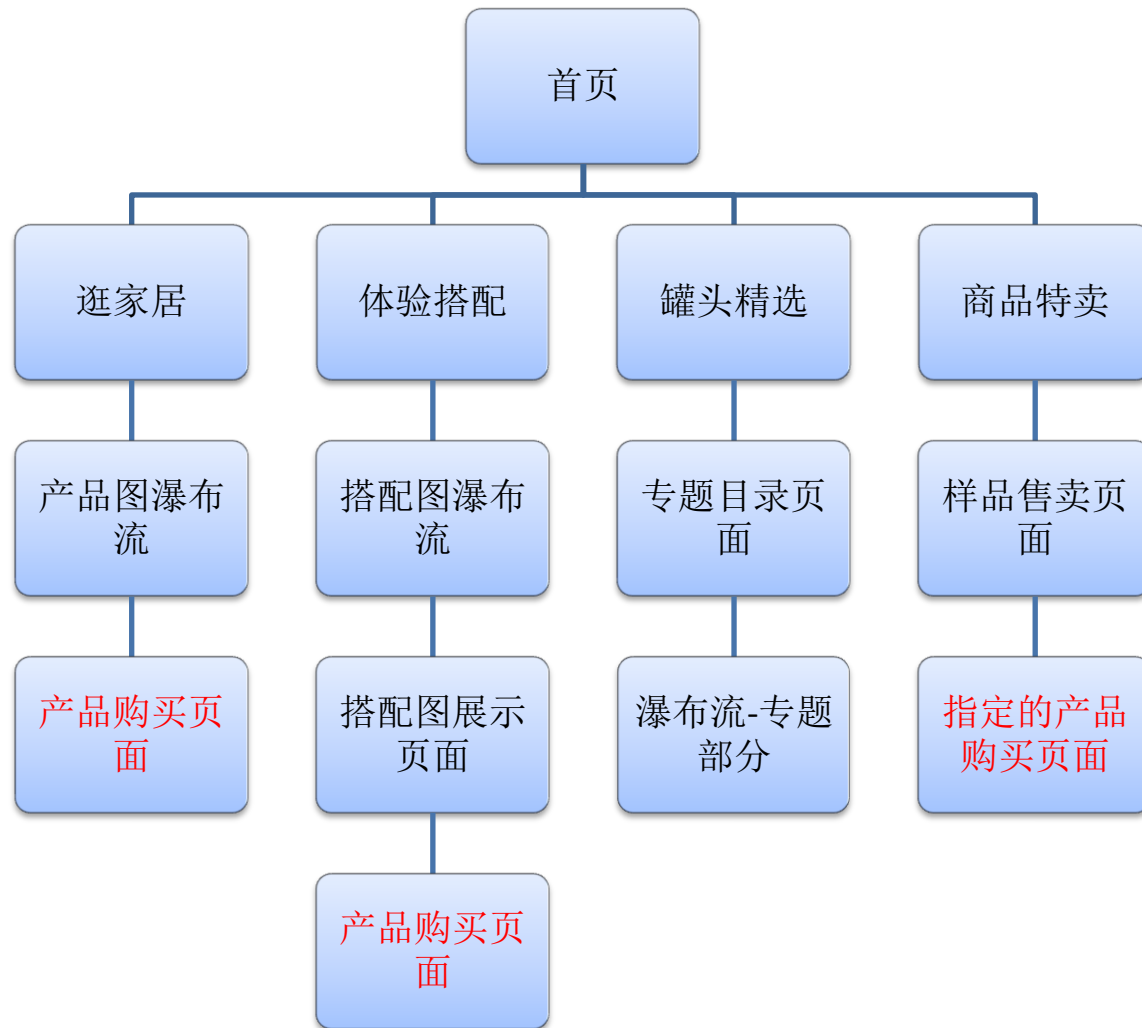 首页
逛家居
体验搭配
罐头精选
商品特卖
产品图瀑布
流
搭配图瀑布
流
专题目录页
面
样品售卖页
面
产品购买页
面
搭配图展示
页面
瀑布流-专题
部分
指定的产品
购买页面
产品购买页
面